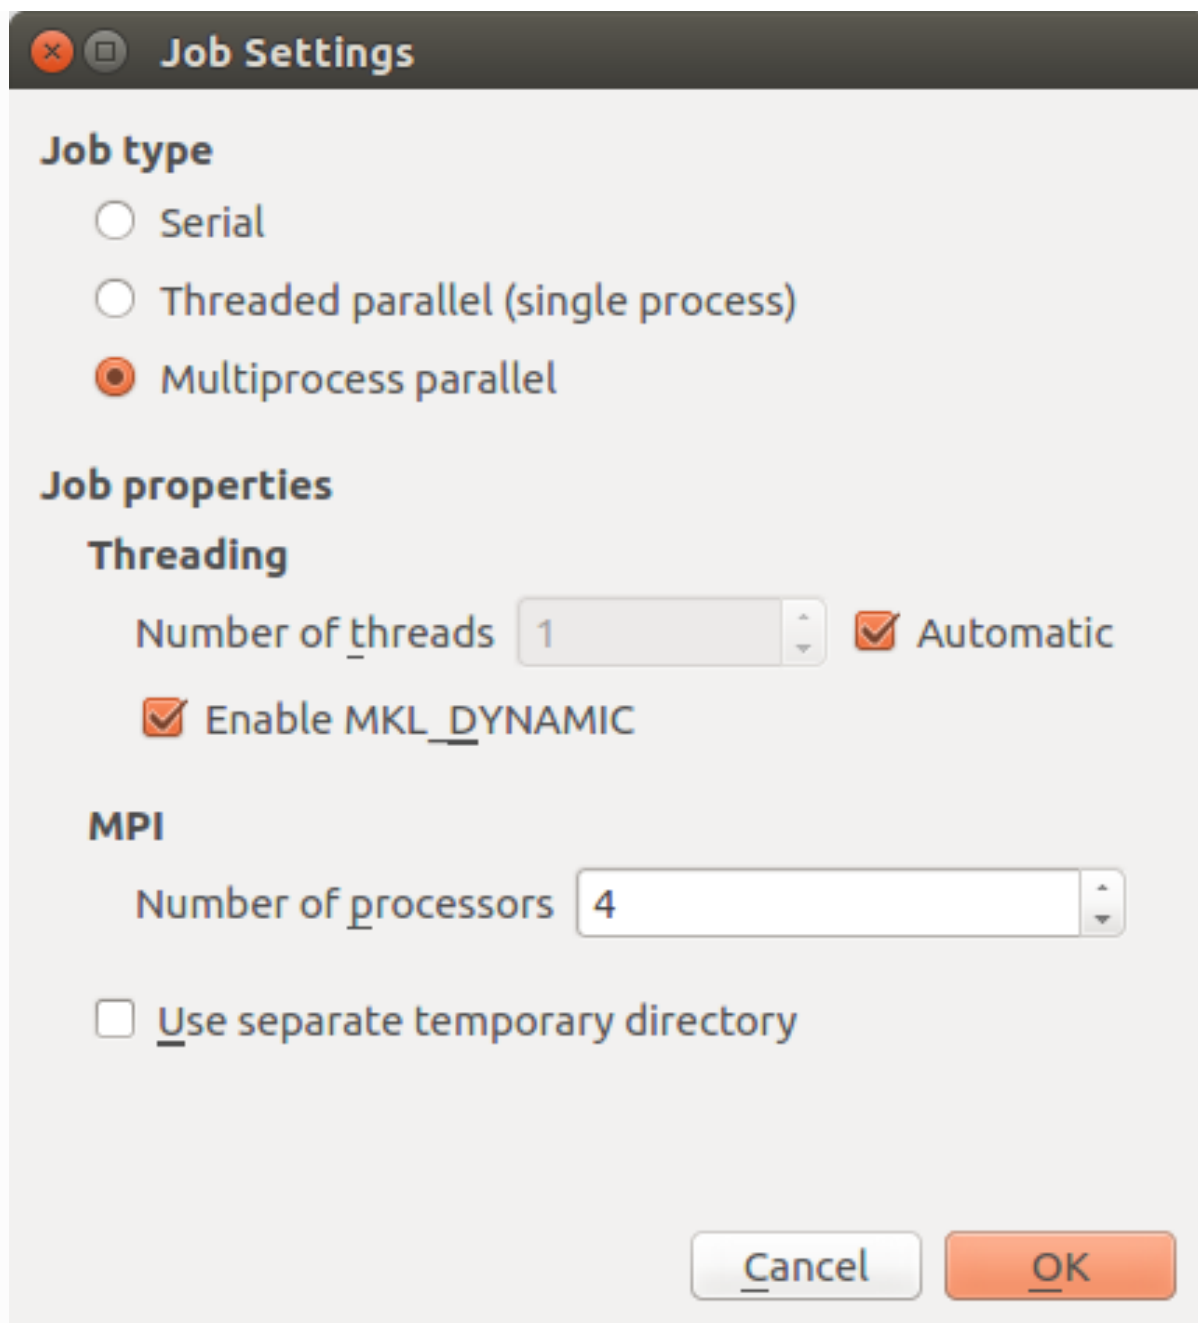 Job Settings
Job type
Serial
Threaded parallel (single process)
Multiprocess parallel
Job properties
Threading
Number of threads 1 Automatic
Enable MKL_DYNAMIC
MPI
Number of processors 4
Use separate temporary directory
Cancel OK